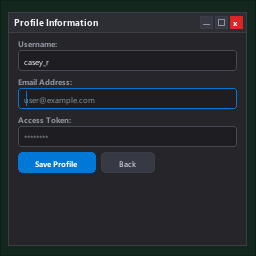 Profile Information
Username:
casey_r
Email Address:
user@example.com
Access Token:
********
Save Profile
Back